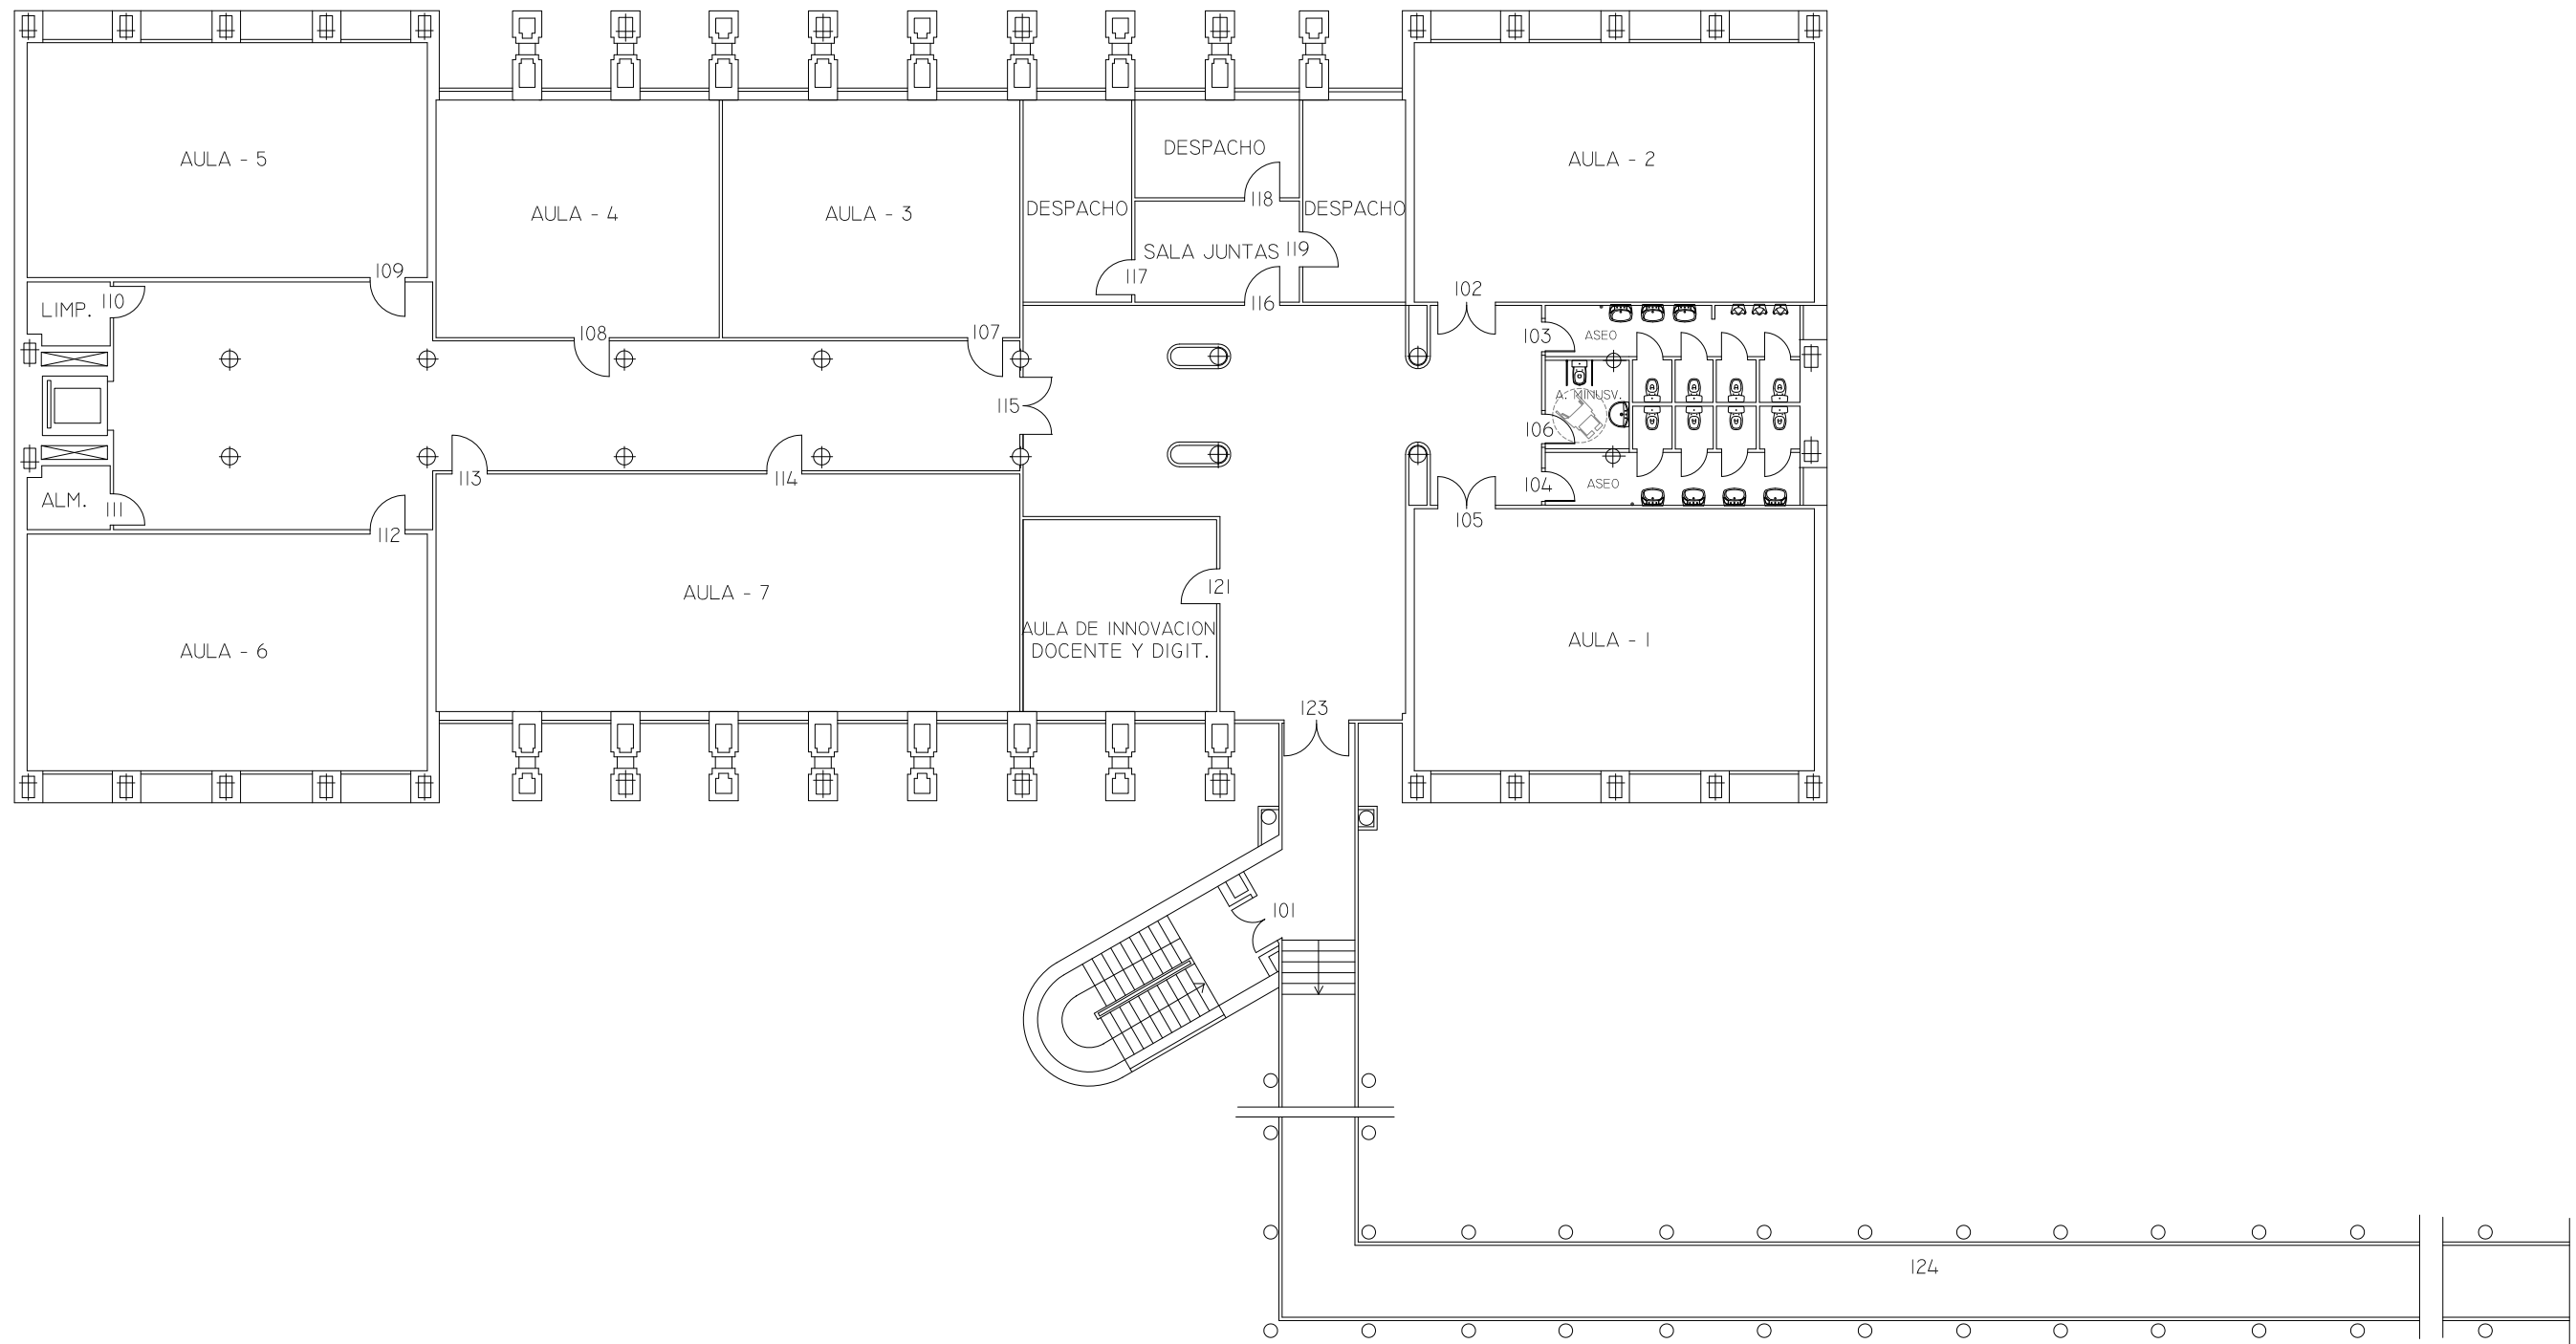 AULA - 5
AULA - 2
DESPACHO
AULA - 4
AULA - 3
DESPACHO
118
DESPACHO
SALA JUNTAS
119
109
117
102
LIMP.
110
116
108
107
103
ASEO
115
A. MINUSV.
106
113
114
104
ASEO
ALM.
111
112
105
121
AULA - 7
AULA DE INNOVACION
DOCENTE Y DIGIT.
AULA - 6
AULA - 1
123
101
124